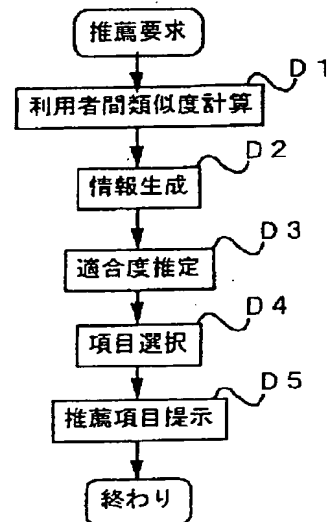 推薦要求
D1
利用者間類似度計算
D2
情報生成
D3
適合度推定
D4
項目選択
D5
推薦項目提示
終わり